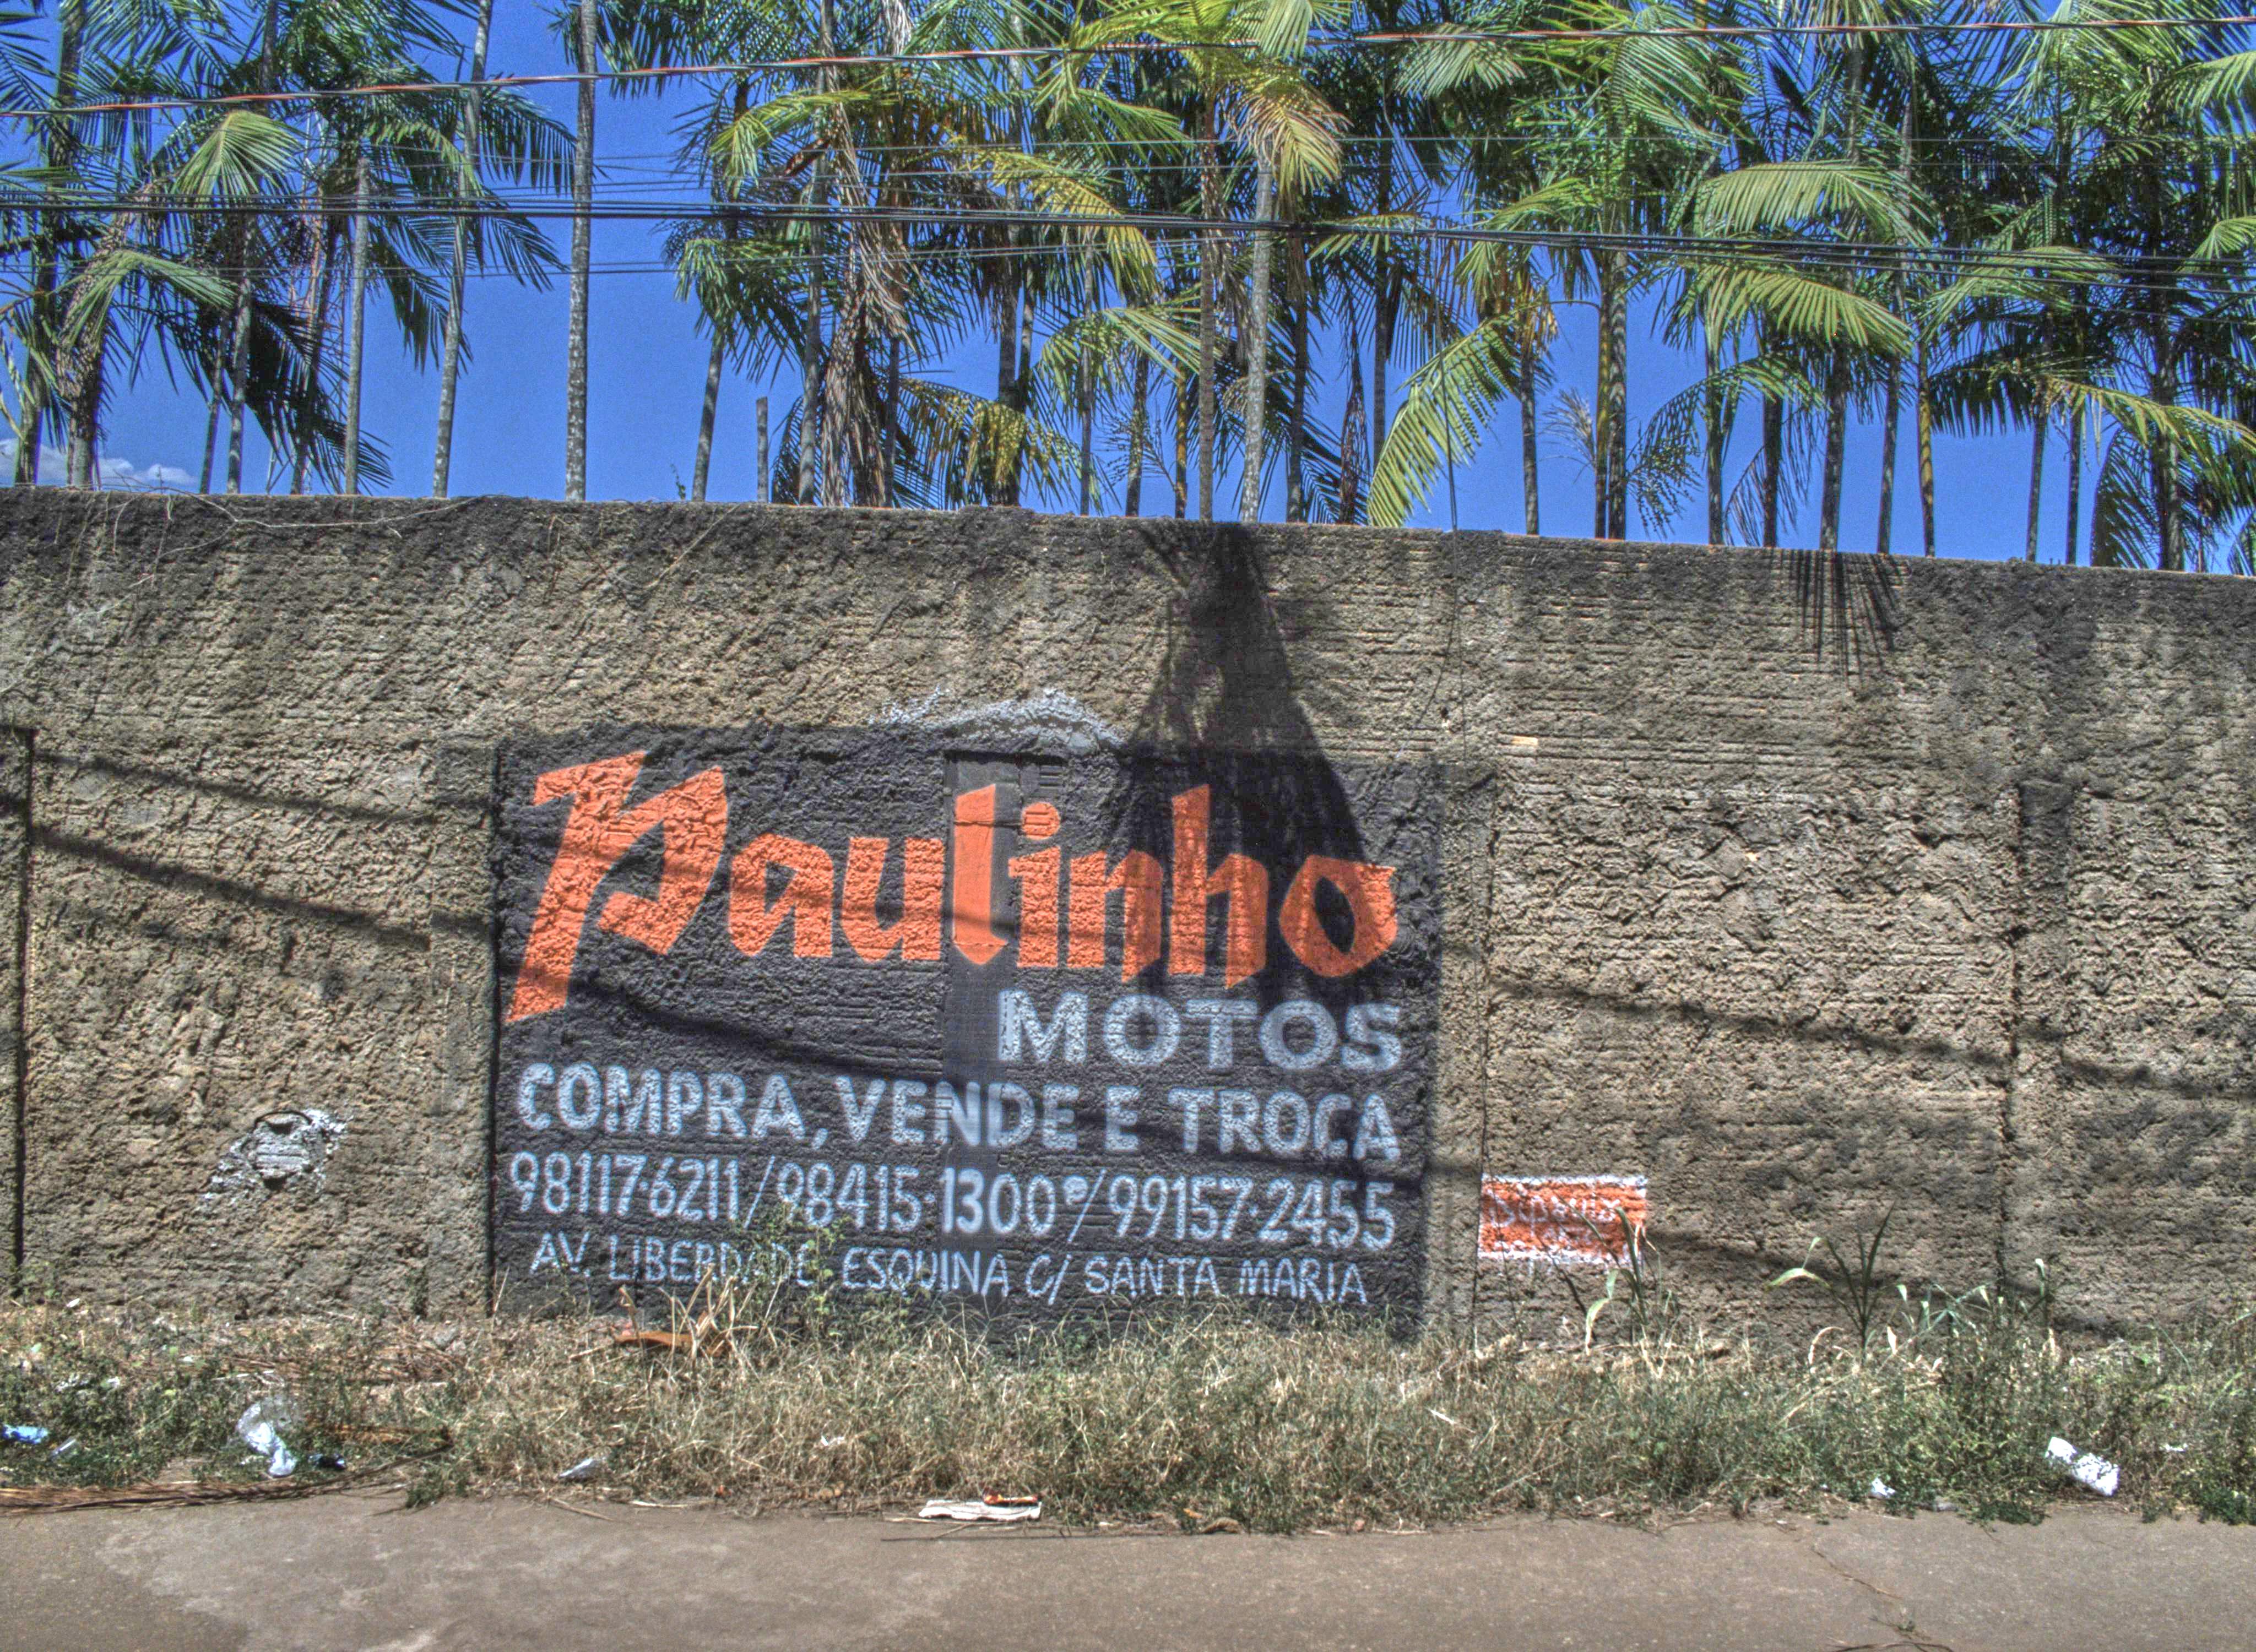 Paulinho
MOTOS
COMPRA, VENDE E TROCA
98117-6211/98415-1300/99157-2455
AV. LIBERDADE ESQUINA C/ SANTA MARIA